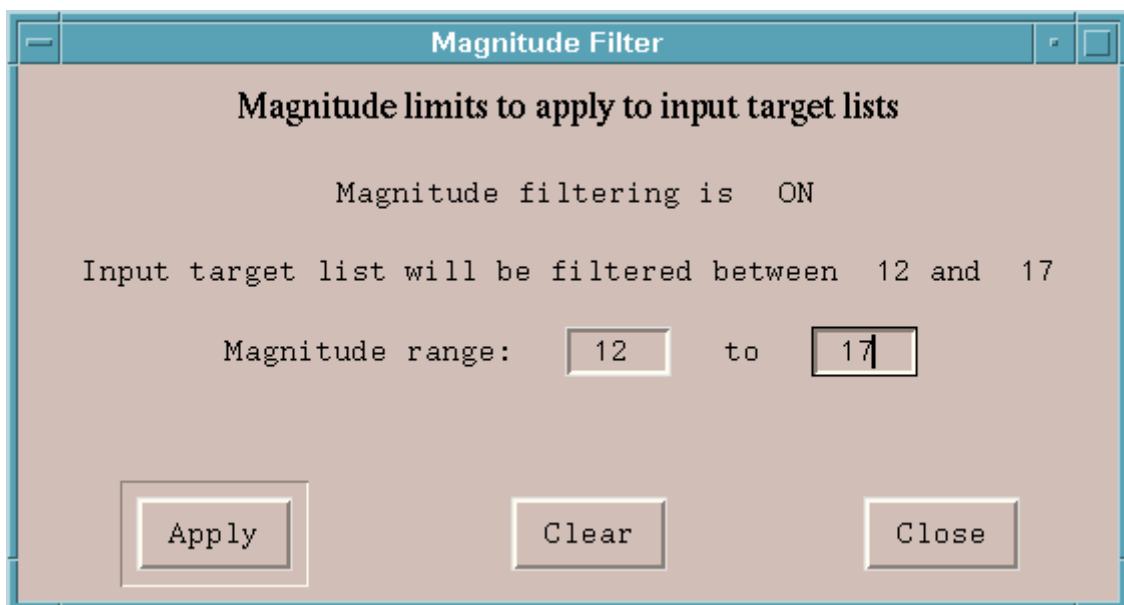 Magnitude Filter
Magnitude limits to apply to input target lists
Magnitude filtering is ON
Input target list will be filtered between 12 and 17
Magnitude range: 12 to 17
Apply Clear Close